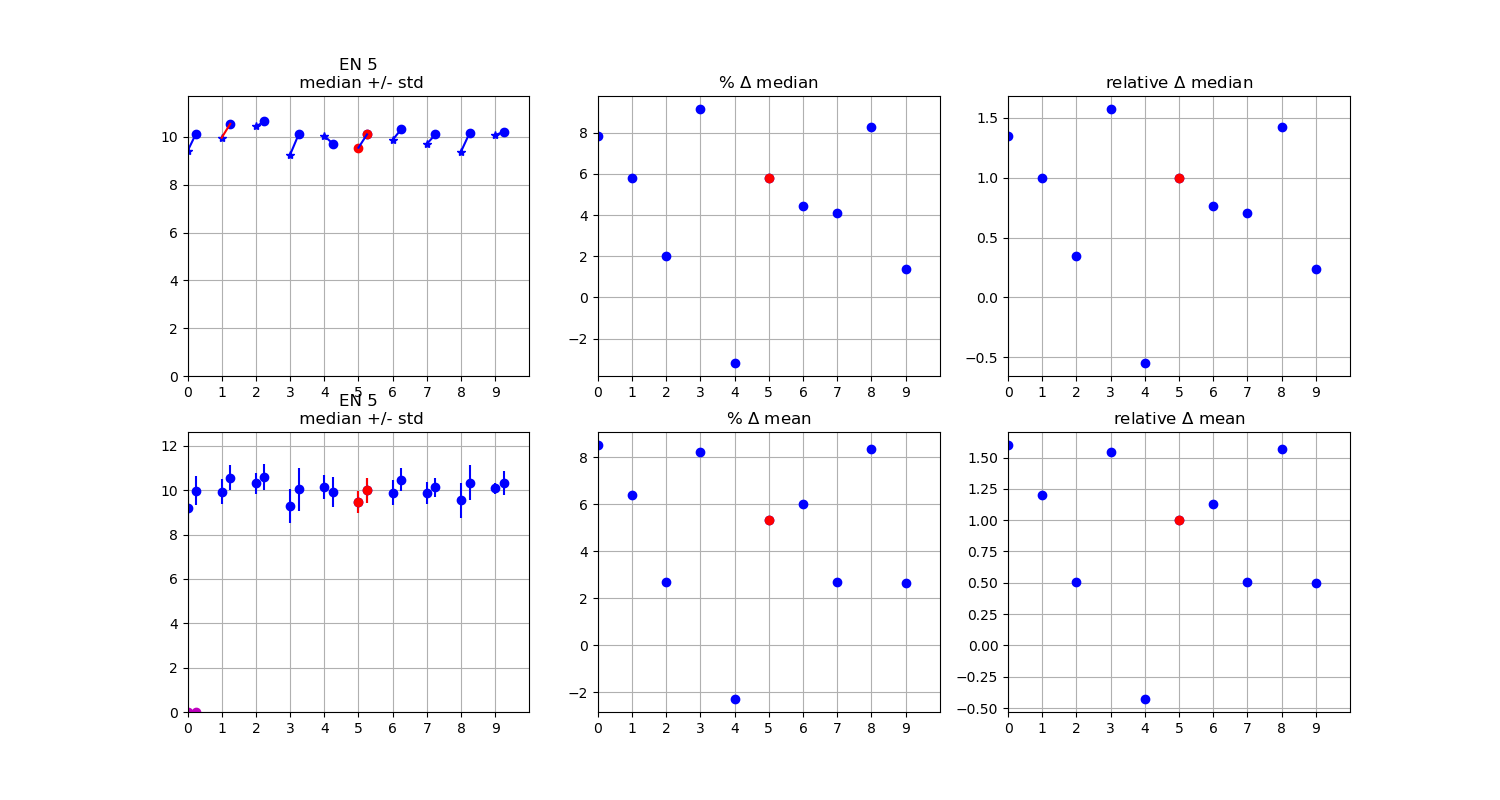 EN 5
median +/- std
10
8
6
4
2
0
0 1 2 3 4 5 6 7 8 9
% Δ median
8
6
4
2
0
−2
0 1 2 3 4 5 6 7 8 9
relative Δ median
1.5
1.0
0.5
0.0
−0.5
0 1 2 3 4 5 6 7 8 9
EN 5
median +/- std
12
10
8
6
4
2
0
0 1 2 3 4 5 6 7 8 9
% Δ mean
8
6
4
2
0
−2
0 1 2 3 4 5 6 7 8 9
relative Δ mean
1.50
1.25
1.00
0.75
0.50
0.25
0.00
−0.25
−0.50
0 1 2 3 4 5 6 7 8 9